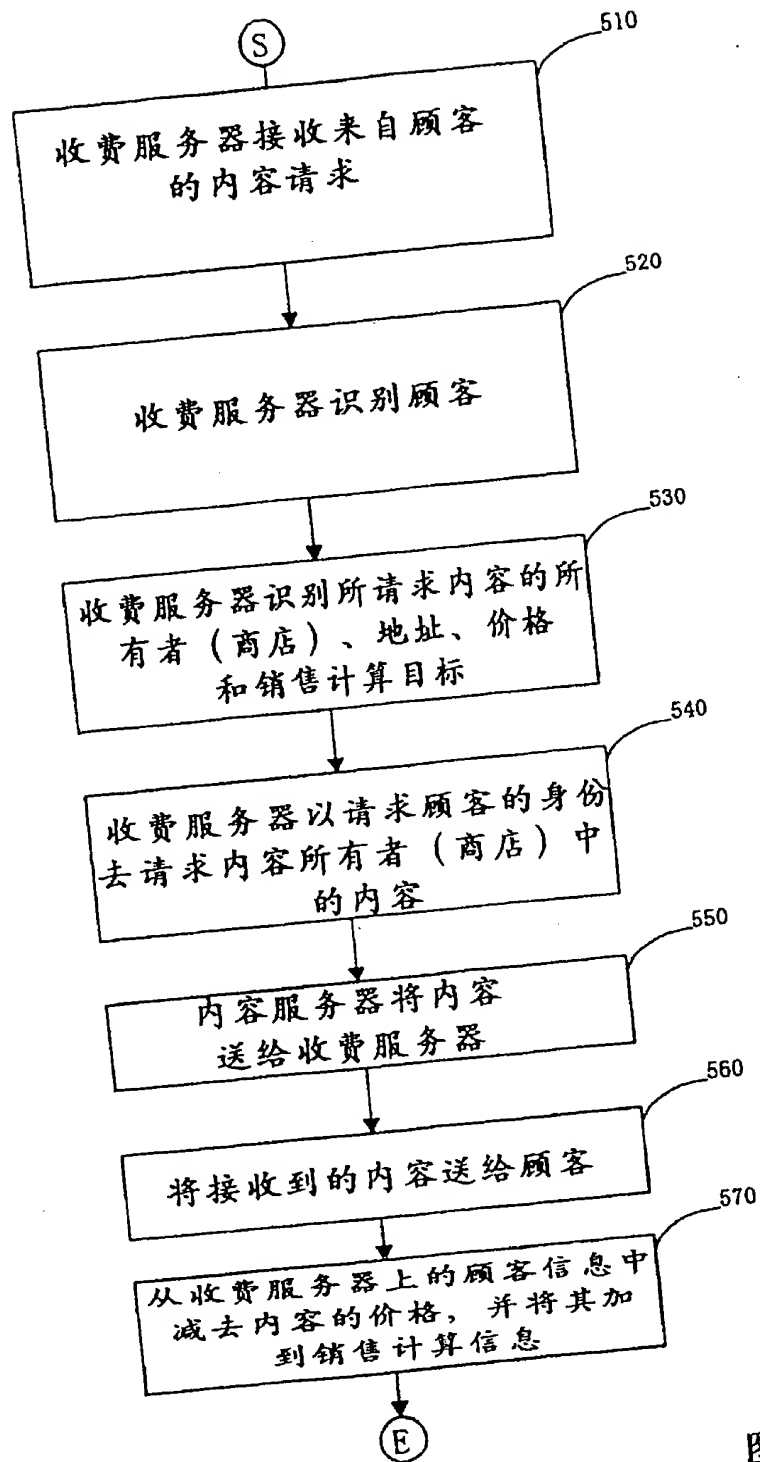 S
510
收费服务器接收来自顾客
的内容请求
520
收费服务器识别顾客
530
收费服务器识别所请求内容的所
有者(商店)、地址、价格
和销售计算目标
540
收费服务器以请求顾客的身份
去请求内容所有者(商店)中
的内容
550
内容服务器将内容
送给收费服务器
560
将接收到的内容送给顾客
570
从收费服务器上的顾客信息中
减去内容的价格,并将其加
到销售计算信息
E
图